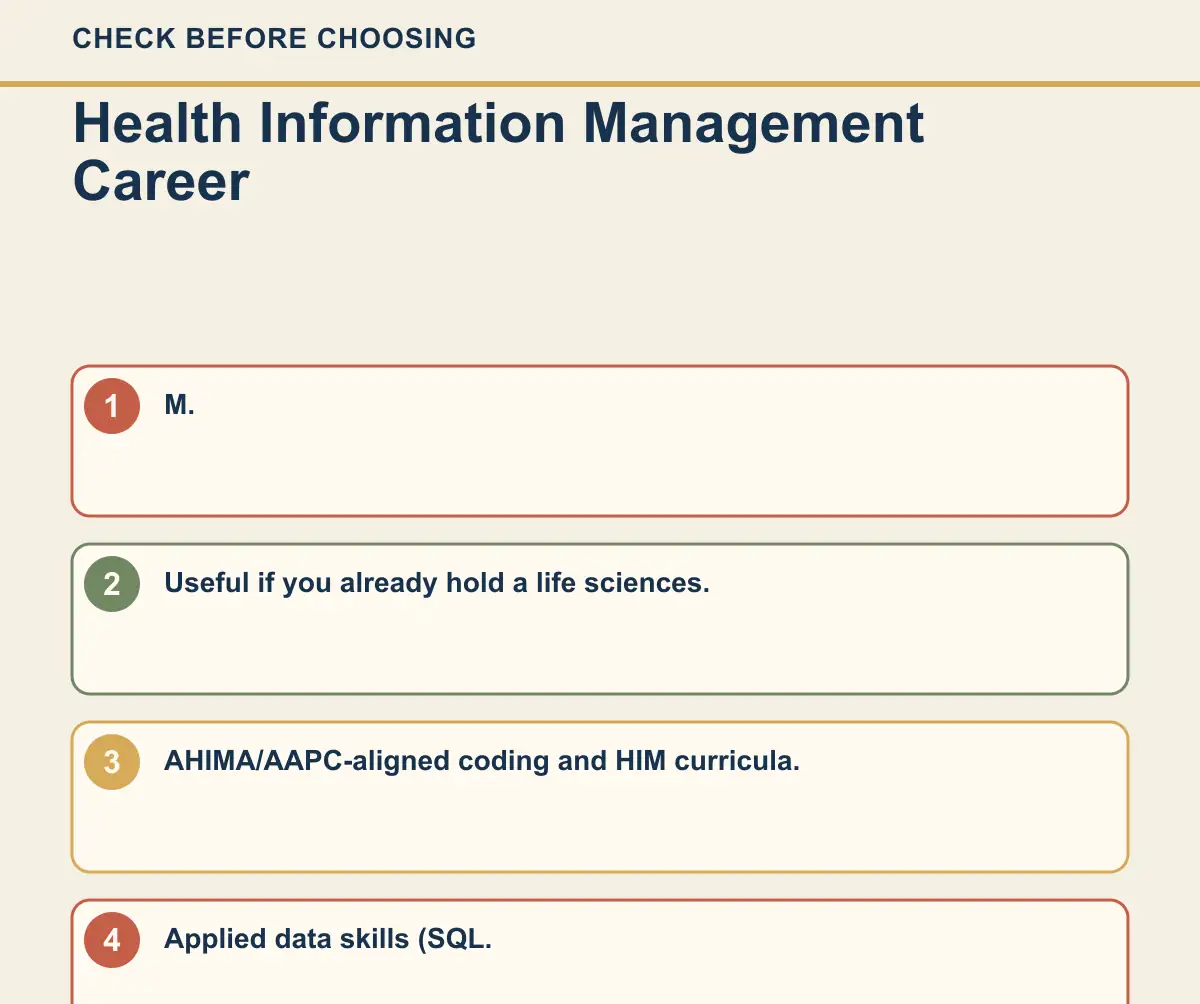 CHECK BEFORE CHOOSING
Health Information Management
Career
1 M.
2 Useful if you already hold a life sciences.
3 AHIMA/AAPC-aligned coding and HIM curricula.
4 Applied data skills (SQL.